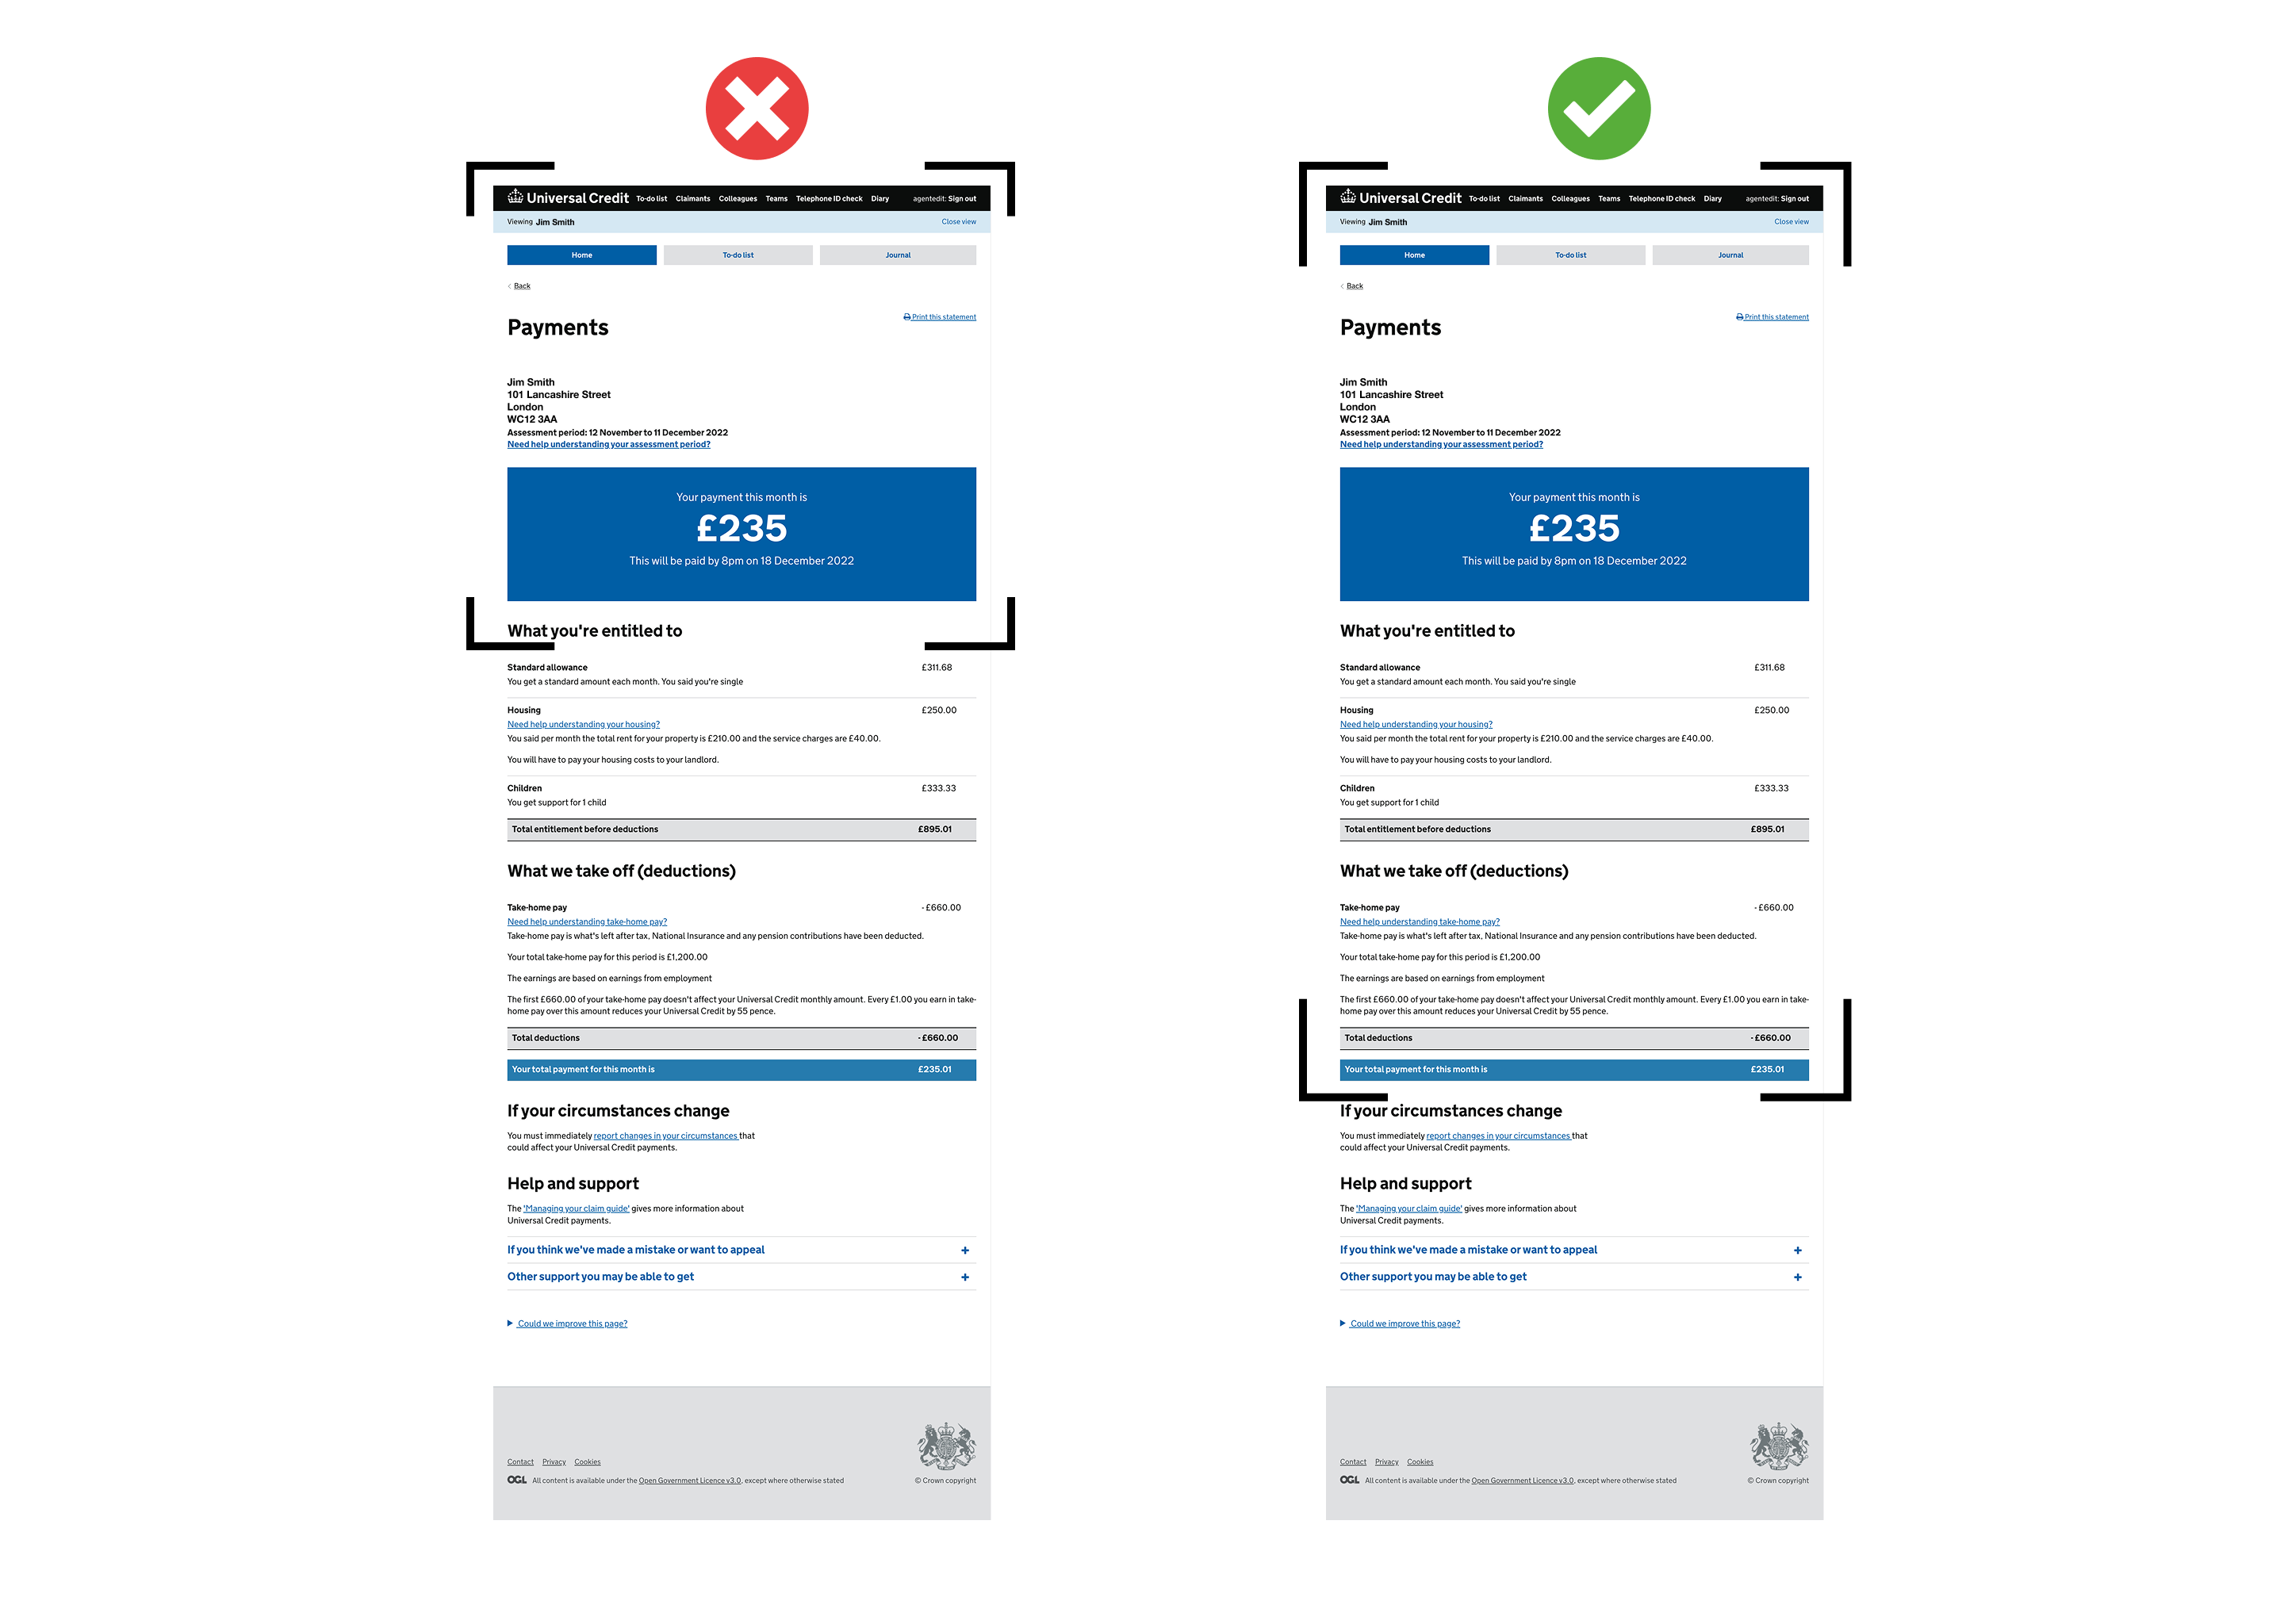 Universal Credit To-do list Claimants Colleagues Teams Telephone ID check Diary agentedit: Sign out
Viewing Jim Smith Close view
Home To-do list Journal
Back
Print this statement
Payments
Jim Smith
101 Lancashire Street
London
WC12 3AA
Assessment period: 12 November to 11 December 2022
Need help understanding your assessment period?
Your payment this month is
£235
This will be paid by 8pm on 18 December 2022
What you're entitled to
Standard allowance £311.68
You get a standard amount each month. You said you're single
Housing £250.00
Need help understanding your housing?
You said per month the total rent for your property is £210.00 and the service charges are £40.00.
You will have to pay your housing costs to your landlord.
Children £333.33
You get support for 1 child
Total entitlement before deductions £895.01
What we take off (deductions)
Take-home pay - £660.00
Need help understanding take-home pay?
Take-home pay is what's left after tax, National Insurance and any pension contributions have been deducted.
Your total take-home pay for this period is £1,200.00
The earnings are based on earnings from employment
The first £660.00 of your take-home pay doesn't affect your Universal Credit monthly amount. Every £1.00 you earn in take-
home pay over this amount reduces your Universal Credit by 55 pence.
Total deductions - £660.00
Your total payment for this month is £235.01
If your circumstances change
You must immediately report changes in your circumstances that
could affect your Universal Credit payments.
Help and support
The 'Managing your claim guide' gives more information about
Universal Credit payments.
If you think we've made a mistake or want to appeal +
Other support you may be able to get +
Could we improve this page?
Contact Privacy Cookies
OGL All content is available under the Open Government Licence v3.0, except where otherwise stated © Crown copyright
Universal Credit To-do list Claimants Colleagues Teams Telephone ID check Diary agentedit: Sign out
Viewing Jim Smith Close view
Home To-do list Journal
Back
Print this statement
Payments
Jim Smith
101 Lancashire Street
London
WC12 3AA
Assessment period: 12 November to 11 December 2022
Need help understanding your assessment period?
Your payment this month is
£235
This will be paid by 8pm on 18 December 2022
What you're entitled to
Standard allowance £311.68
You get a standard amount each month. You said you're single
Housing £250.00
Need help understanding your housing?
You said per month the total rent for your property is £210.00 and the service charges are £40.00.
You will have to pay your housing costs to your landlord.
Children £333.33
You get support for 1 child
Total entitlement before deductions £895.01
What we take off (deductions)
Take-home pay - £660.00
Need help understanding take-home pay?
Take-home pay is what's left after tax, National Insurance and any pension contributions have been deducted.
Your total take-home pay for this period is £1,200.00
The earnings are based on earnings from employment
The first £660.00 of your take-home pay doesn't affect your Universal Credit monthly amount. Every £1.00 you earn in take-
home pay over this amount reduces your Universal Credit by 55 pence.
Total deductions - £660.00
Your total payment for this month is £235.01
If your circumstances change
You must immediately report changes in your circumstances that
could affect your Universal Credit payments.
Help and support
The 'Managing your claim guide' gives more information about
Universal Credit payments.
If you think we've made a mistake or want to appeal +
Other support you may be able to get +
Could we improve this page?
Contact Privacy Cookies
OGL All content is available under the Open Government Licence v3.0, except where otherwise stated © Crown copyright